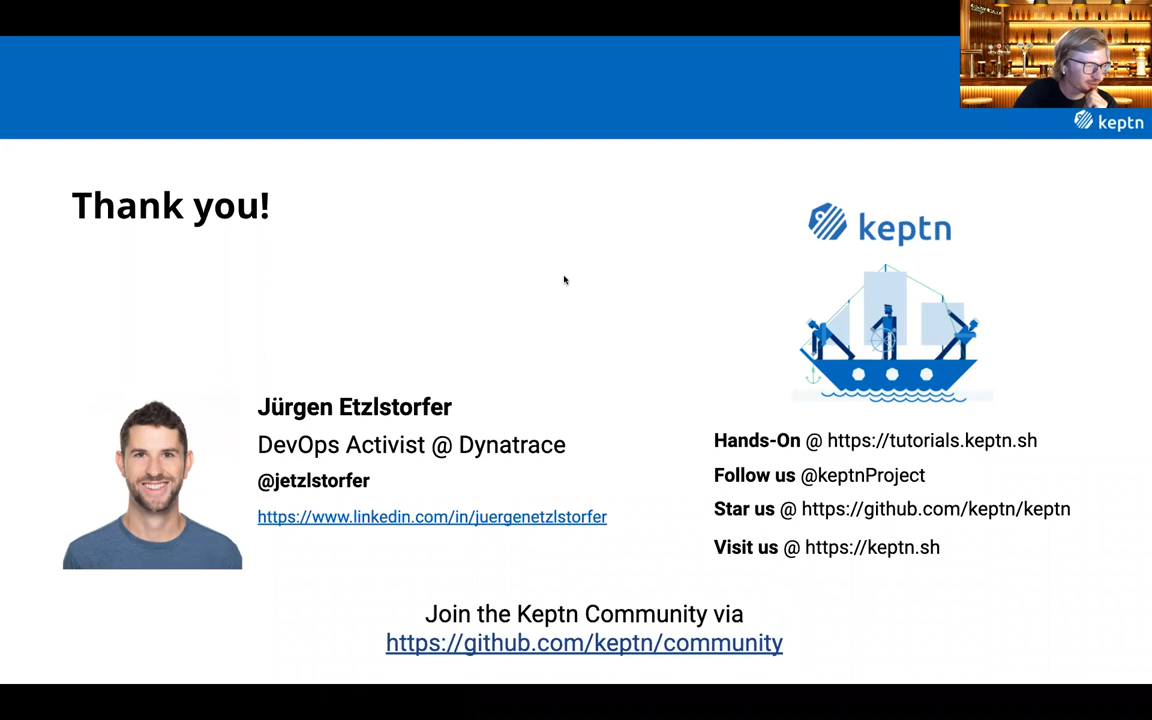 keptn
Thank you!
keptn
Jürgen Etzlstorfer
DevOps Activist @ Dynatrace
@jetzlstorfer
https://www.linkedin.com/in/juergenetzlstorfer
Hands-On @ https://tutorials.keptn.sh
Follow us @keptnProject
Star us @ https://github.com/keptn/keptn
Visit us @ https://keptn.sh
Join the Keptn Community via
https://github.com/keptn/community